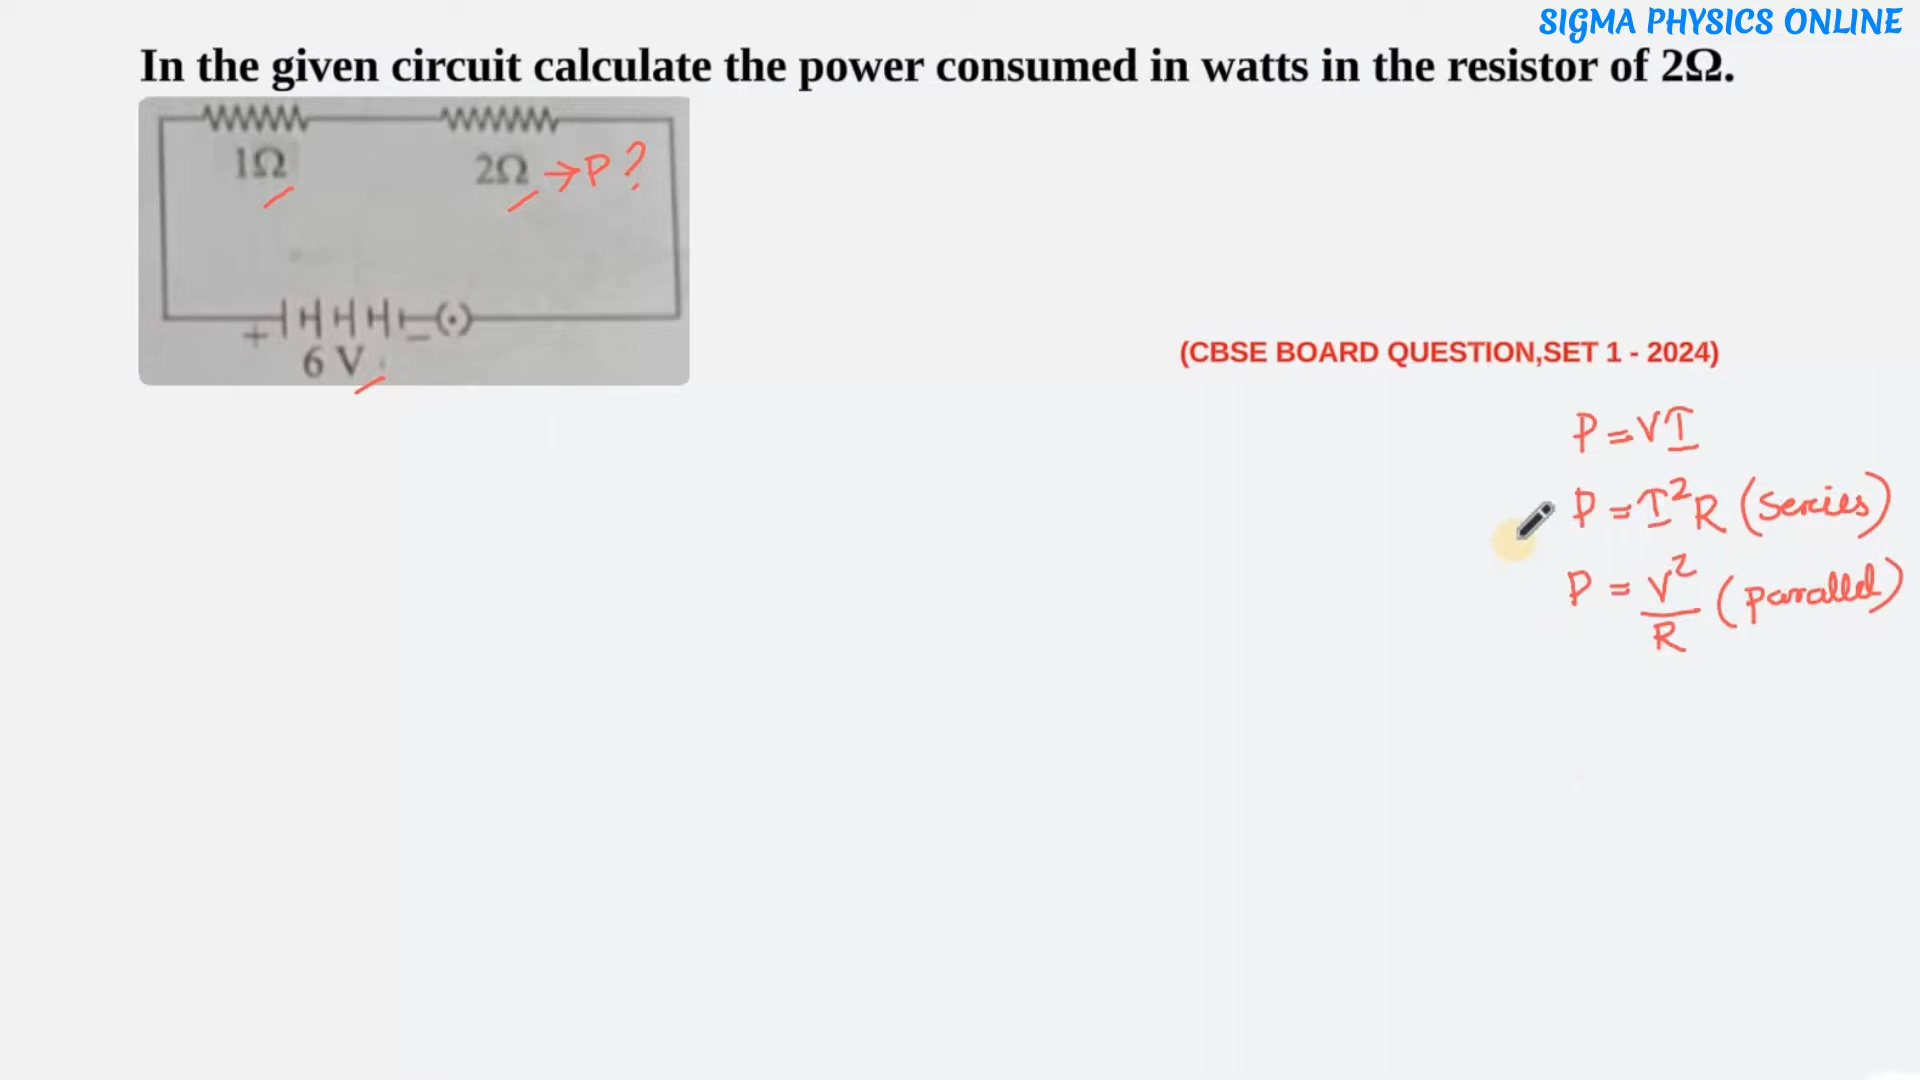 SIGMA PHYSICS ONLINE
In the given circuit calculate the power consumed in watts in the resistor of 2Ω.
1Ω
2Ω → P ?
+ –
6 V
(CBSE BOARD QUESTION,SET 1 - 2024)
P = VI
P = I²R (Series)
P = V²/R (Parallel)